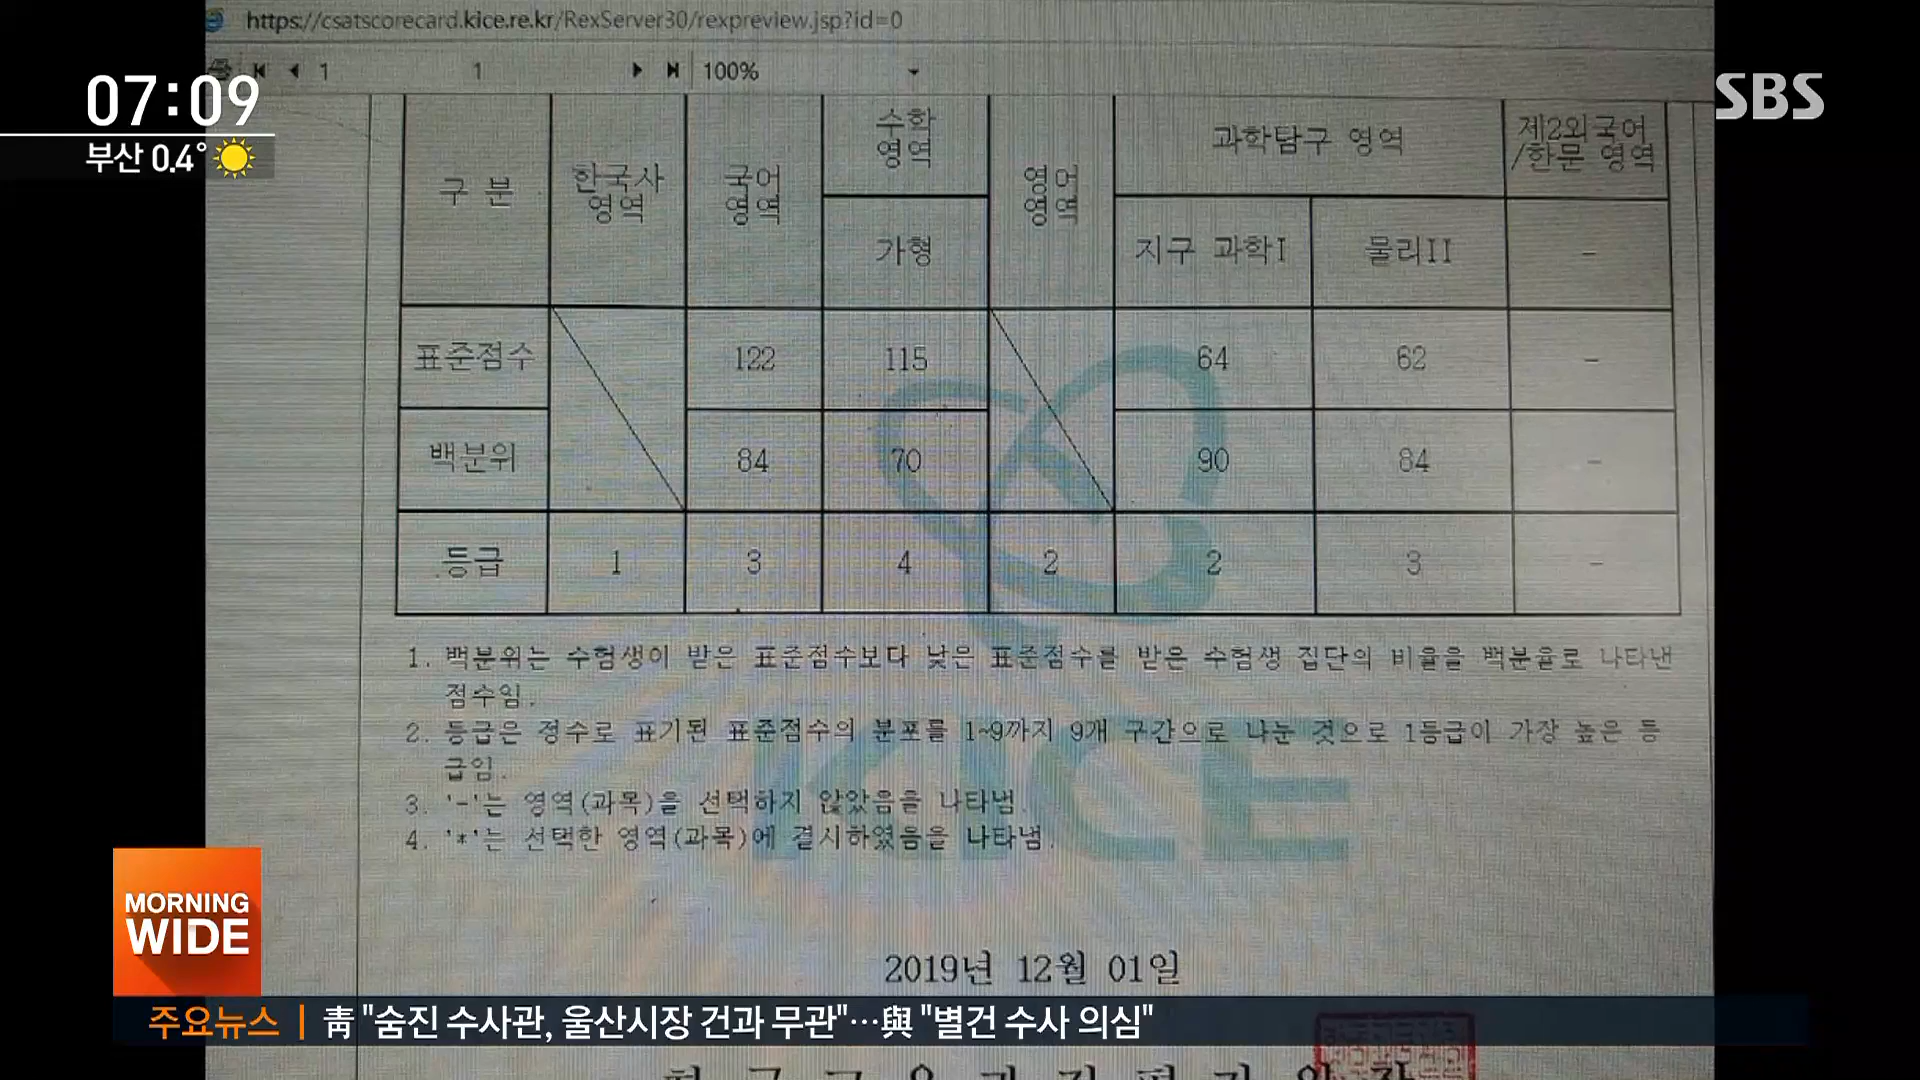 https://csatscorecard.kice.re.kr/RexServer30/rexpreview.jsp?id=0
1 1 100%
07:09
부산 0.4°
SBS
구 분 한국사 영역 국어 영역 수학 영역 영어 영역 과학탐구 영역 제2외국어 /한문 영역
가형 지구 과학I 물리II -
표준점수 122 115 64 62 -
백분위 84 70 90 84 -
등급 1 3 4 2 2 3 -
1. 백분위는 수험생이 받은 표준점수보다 낮은 표준점수를 받은 수험생 집단의 비율을 백분율로 나타낸
점수임.
2. 등급은 정수로 표기된 표준점수의 분포를 1~9까지 9개 구간으로 나눈 것으로 1등급이 가장 높은 등
급임.
3. '-'는 영역(과목)을 선택하지 않았음을 나타냄.
4. '*'는 선택한 영역(과목)에 결시하였음을 나타냄.
KICE
2019년 12월 01일
MORNING
WIDE
주요뉴스 | 靑 "숨진 수사관, 울산시장 건과 무관"…與 "별건 수사 의심"